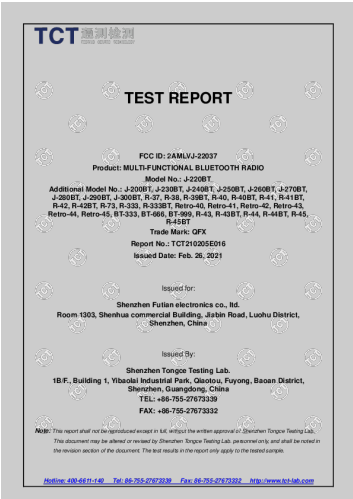 TCT 通测检测
TESTING CENTRE TECHNOLOGY
TEST REPORT
FCC ID: 2AMLVJ-22037
Product: MULTI-FUNCTIONAL BLUETOOTH RADIO
Model No.: J-220BT
Additional Model No.: J-200BT, J-230BT, J-240BT, J-250BT, J-260BT, J-270BT,
J-280BT, J-290BT, J-300BT, R-37, R-38, R-39BT, R-40, R-40BT, R-41, R-41BT,
R-42, R-42BT, R-73, R-333, R-333BT, Retro-40, Retro-41, Retro-42, Retro-43,
Retro-44, Retro-45, BT-333, BT-666, BT-999, R-43, R-43BT, R-44, R-44BT, R-45,
R-45BT
Trade Mark: QFX
Report No.: TCT210205E016
Issued Date: Feb. 26, 2021
Issued for:
Shenzhen Futian electronics co., ltd.
Room 1303, Shenhua commercial Building, Jiabin Road, Luohu District,
Shenzhen, China
Issued By:
Shenzhen Tongce Testing Lab.
1B/F., Building 1, Yibaolai Industrial Park, Qiaotou, Fuyong, Baoan District,
Shenzhen, Guangdong, China
TEL: +86-755-27673339
FAX: +86-755-27673332
Note: This report shall not be reproduced except in full, without the written approval of Shenzhen Tongce Testing Lab.
This document may be altered or revised by Shenzhen Tongce Testing Lab. personnel only, and shall be noted in
the revision section of the document. The test results in the report only apply to the tested sample.
Hotline: 400-6611-140 Tel: 86-755-27673339 Fax: 86-755-27673332 http://www.tct-lab.com